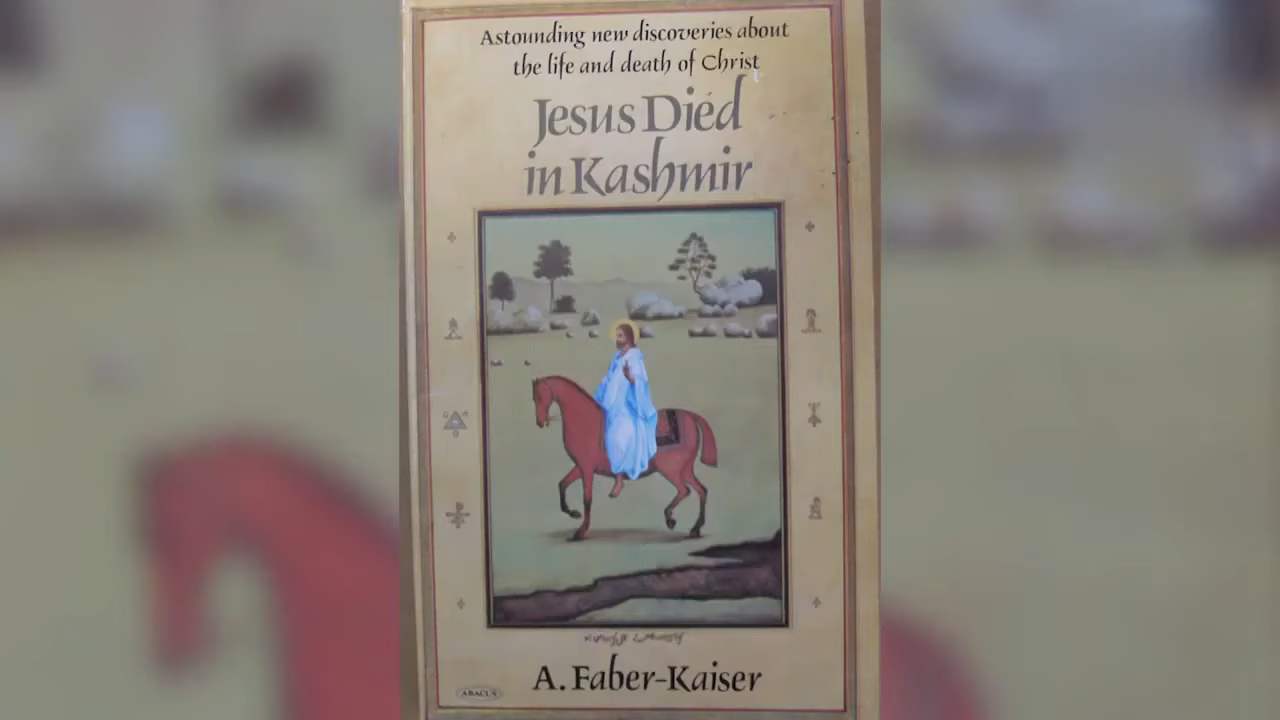 Astounding new discoveries about
the life and death of Christ
Jesus Died
in Kashmir
A. Faber-Kaiser
ABACUS